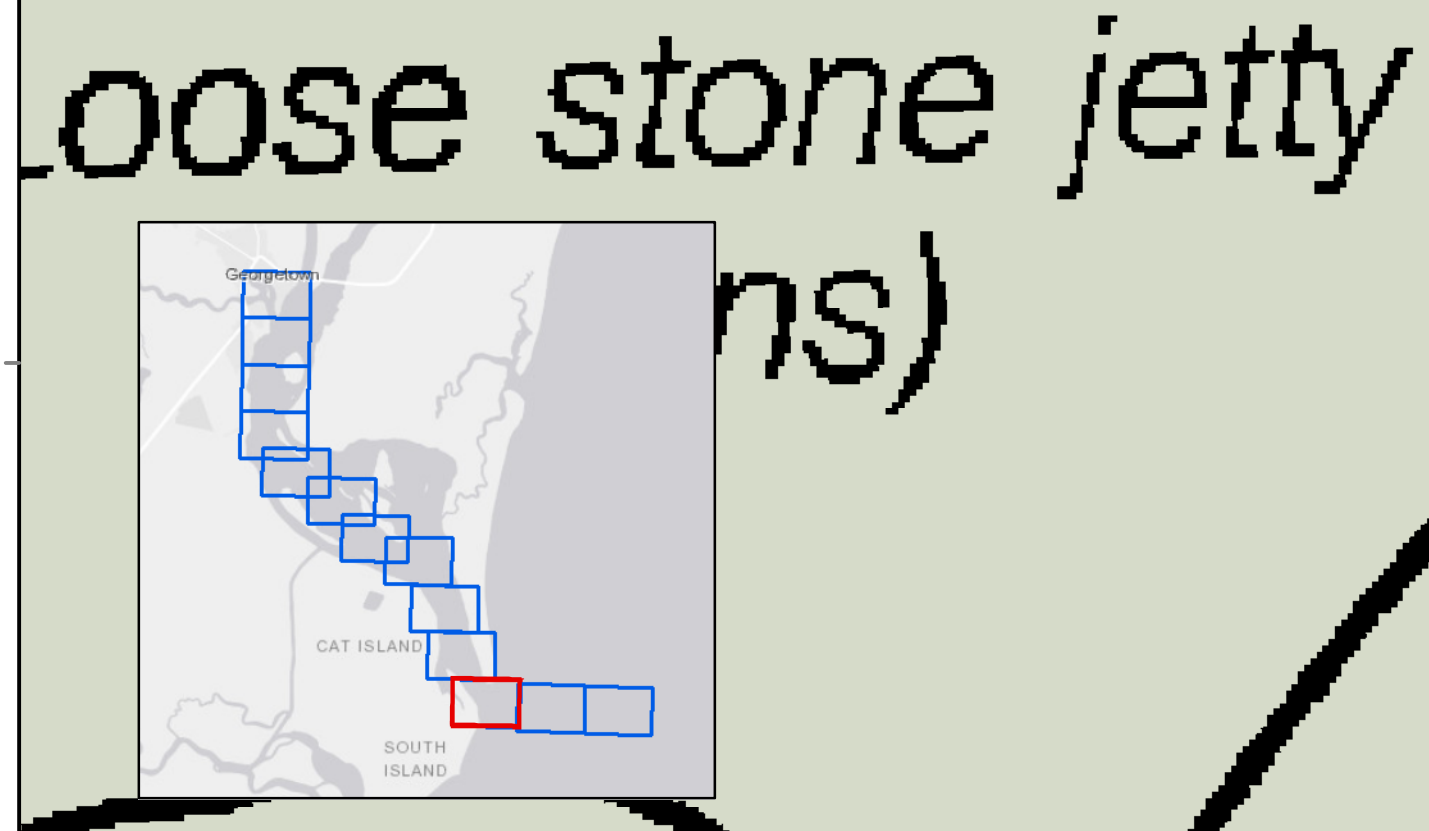 Loose stone jetty
ns)
Georgetown
CAT ISLAND
SOUTH
ISLAND